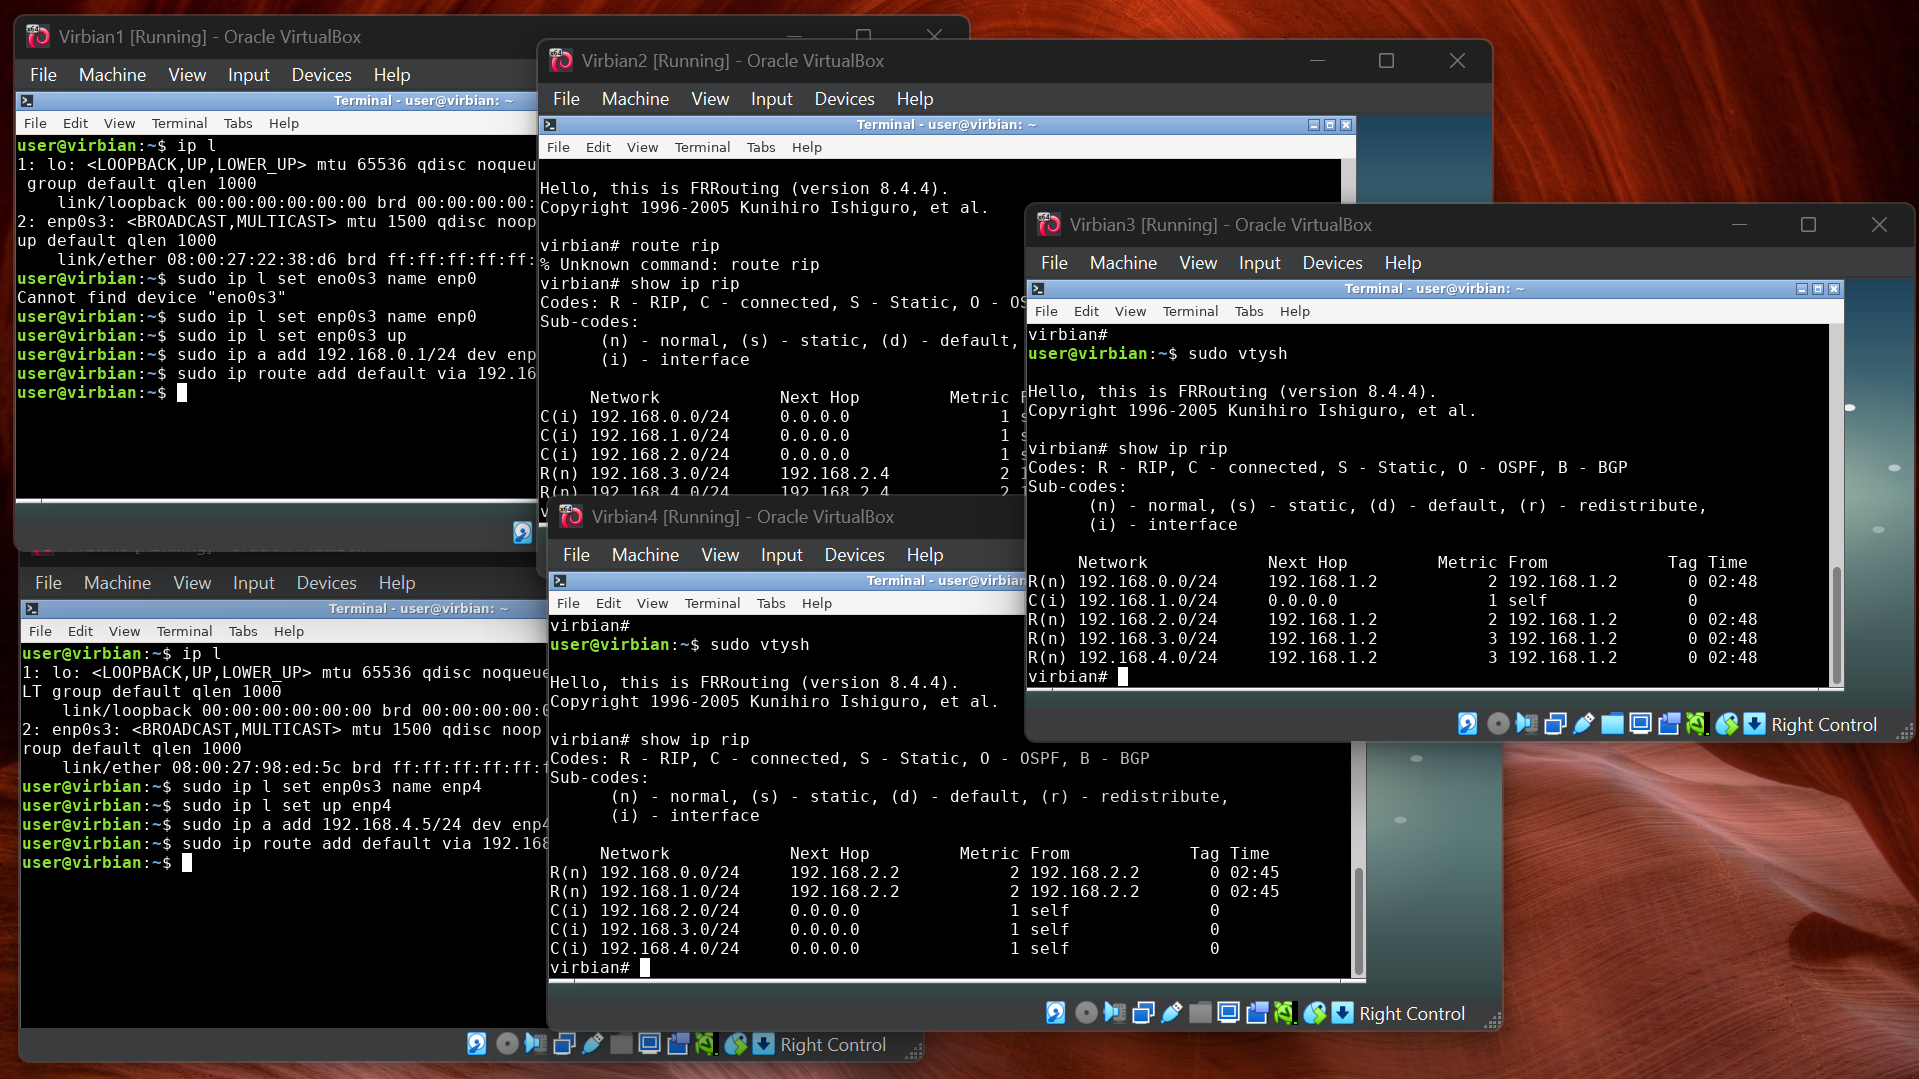 Virbian1 [Running] - Oracle VirtualBox
File Machine View Input Devices Help
Terminal - user@virbian: ~
File Edit View Terminal Tabs Help
user@virbian:~$ ip l
1: lo: <LOOPBACK,UP,LOWER_UP> mtu 65536 qdisc noqueu
group default qlen 1000
link/loopback 00:00:00:00:00:00 brd 00:00:00:00:
2: enp0s3: <BROADCAST,MULTICAST> mtu 1500 qdisc noop
up default qlen 1000
link/ether 08:00:27:22:38:d6 brd ff:ff:ff:ff:ff:
user@virbian:~$ sudo ip l set eno0s3 name enp0
Cannot find device "eno0s3"
user@virbian:~$ sudo ip l set enp0s3 name enp0
user@virbian:~$ sudo ip l set enp0s3 up
user@virbian:~$ sudo ip a add 192.168.0.1/24 dev enp
user@virbian:~$ sudo ip route add default via 192.16
user@virbian:~$
Virbian2 [Running] - Oracle VirtualBox
File Machine View Input Devices Help
Terminal - user@virbian: ~
File Edit View Terminal Tabs Help
Hello, this is FRRouting (version 8.4.4).
Copyright 1996-2005 Kunihiro Ishiguro, et al.
virbian# route rip
% Unknown command: route rip
virbian# show ip rip
Codes: R - RIP, C - connected, S - Static, O - OS
Sub-codes:
(n) - normal, (s) - static, (d) - default,
(i) - interface
Network Next Hop Metric F
C(i) 192.168.0.0/24 0.0.0.0 1 s
C(i) 192.168.1.0/24 0.0.0.0 1 s
C(i) 192.168.2.0/24 0.0.0.0 1 s
R(n) 192.168.3.0/24 192.168.2.4 2 1
R(n) 192.168.4.0/24 192.168.2.4 2 1
v
Virbian3 [Running] - Oracle VirtualBox
File Machine View Input Devices Help
Terminal - user@virbian: ~
File Edit View Terminal Tabs Help
virbian#
user@virbian:~$ sudo vtysh
Hello, this is FRRouting (version 8.4.4).
Copyright 1996-2005 Kunihiro Ishiguro, et al.
virbian# show ip rip
Codes: R - RIP, C - connected, S - Static, O - OSPF, B - BGP
Sub-codes:
(n) - normal, (s) - static, (d) - default, (r) - redistribute,
(i) - interface
Network Next Hop Metric From Tag Time
R(n) 192.168.0.0/24 192.168.1.2 2 192.168.1.2 0 02:48
C(i) 192.168.1.0/24 0.0.0.0 1 self 0
R(n) 192.168.2.0/24 192.168.1.2 2 192.168.1.2 0 02:48
R(n) 192.168.3.0/24 192.168.1.2 3 192.168.1.2 0 02:48
R(n) 192.168.4.0/24 192.168.1.2 3 192.168.1.2 0 02:48
virbian#
Right Control
File Machine View Input Devices Help
Terminal - user@virbian: ~
File Edit View Terminal Tabs Help
user@virbian:~$ ip l
1: lo: <LOOPBACK,UP,LOWER_UP> mtu 65536 qdisc noqueue
LT group default qlen 1000
link/loopback 00:00:00:00:00:00 brd 00:00:00:00:0
2: enp0s3: <BROADCAST,MULTICAST> mtu 1500 qdisc noop
roup default qlen 1000
link/ether 08:00:27:98:ed:5c brd ff:ff:ff:ff:ff:f
user@virbian:~$ sudo ip l set enp0s3 name enp4
user@virbian:~$ sudo ip l set up enp4
user@virbian:~$ sudo ip a add 192.168.4.5/24 dev enp4
user@virbian:~$ sudo ip route add default via 192.168
user@virbian:~$
Right Control
Virbian4 [Running] - Oracle VirtualBox
File Machine View Input Devices Help
Terminal - user@virbian
File Edit View Terminal Tabs Help
virbian#
user@virbian:~$ sudo vtysh
Hello, this is FRRouting (version 8.4.4).
Copyright 1996-2005 Kunihiro Ishiguro, et al.
virbian# show ip rip
Codes: R - RIP, C - connected, S - Static, O - OSPF, B - BGP
Sub-codes:
(n) - normal, (s) - static, (d) - default, (r) - redistribute,
(i) - interface
Network Next Hop Metric From Tag Time
R(n) 192.168.0.0/24 192.168.2.2 2 192.168.2.2 0 02:45
R(n) 192.168.1.0/24 192.168.2.2 2 192.168.2.2 0 02:45
C(i) 192.168.2.0/24 0.0.0.0 1 self 0
C(i) 192.168.3.0/24 0.0.0.0 1 self 0
C(i) 192.168.4.0/24 0.0.0.0 1 self 0
virbian#
Right Control